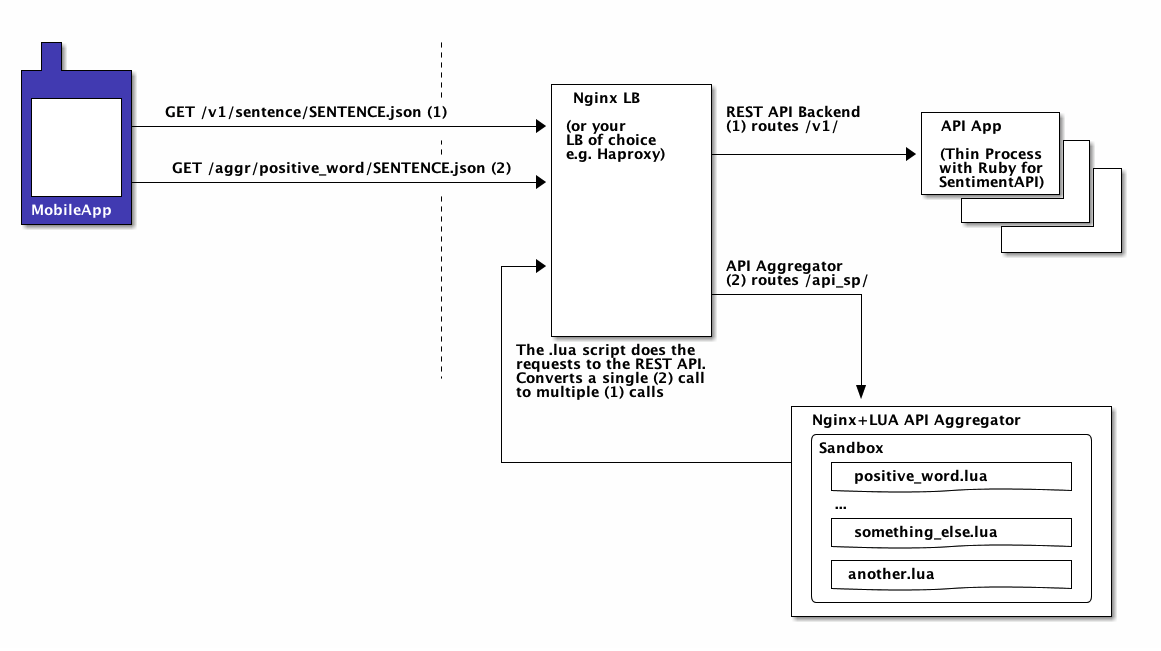 GET /v1/sentence/SENTENCE.json (1)
GET /aggr/positive_word/SENTENCE.json (2)
MobileApp
Nginx LB
(or your
LB of choice
e.g. Haproxy)
REST API Backend
(1) routes /v1/
API App
(Thin Process
with Ruby for
SentimentAPI)
API Aggregator
(2) routes /api_sp/
The .lua script does the
requests to the REST API.
Converts a single (2) call
to multiple (1) calls
Nginx+LUA API Aggregator
Sandbox
positive_word.lua
...
something_else.lua
another.lua